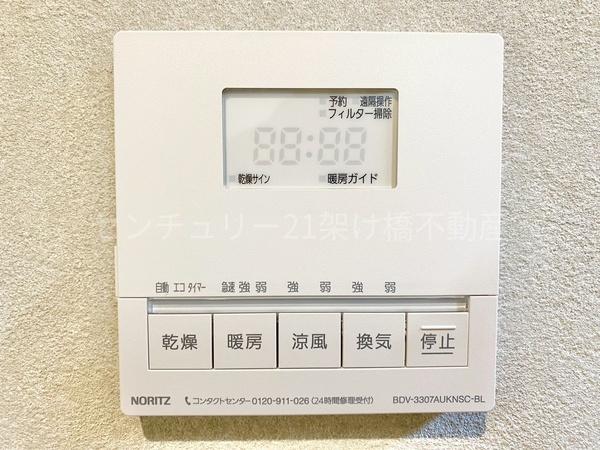 予約 遠隔操作
フィルター掃除
88:88
乾燥サイン 暖房ガイド
センチュリー21架け橋不動産
自動 エコ タイマー 急速 強 弱 強 弱 強 弱
乾燥 暖房 涼風 換気 停止
NORITZ コンタクトセンター 0120-911-026 (24時間修理受付) BDV-3307AUKNSC-BL